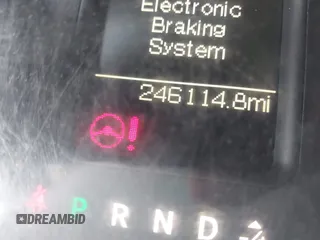 Electronic
Braking
System
246114.8mi
P R N D
DREAMBID